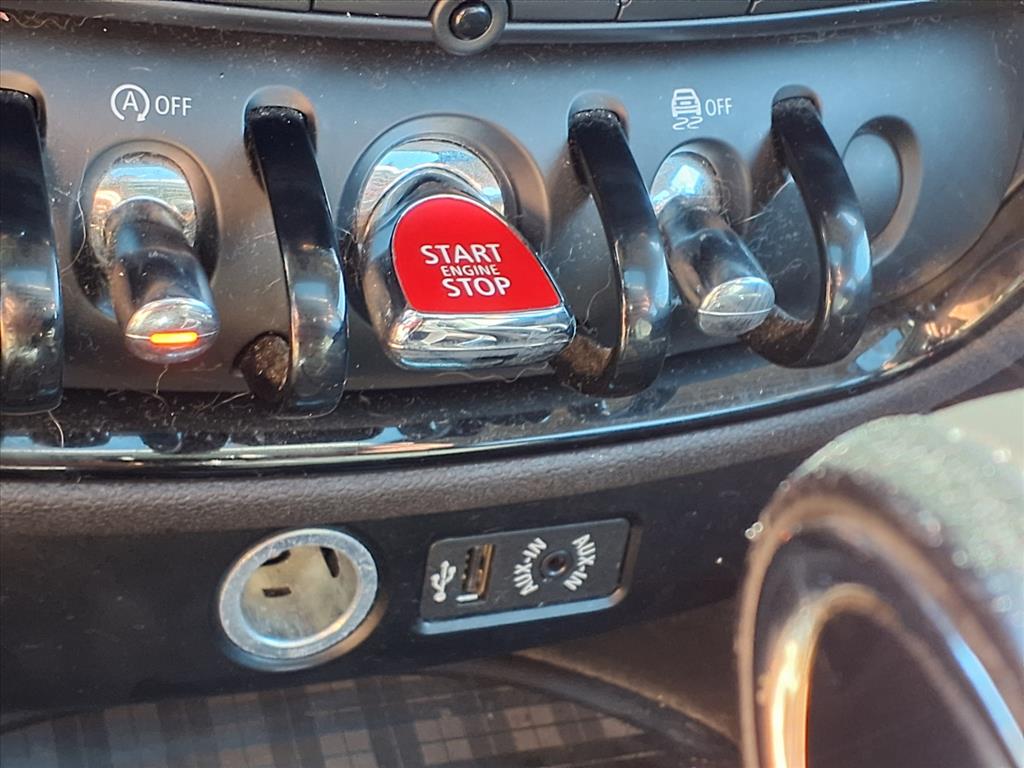 A OFF
START
ENGINE
STOP
OFF
AUX-IN
AUX-IN